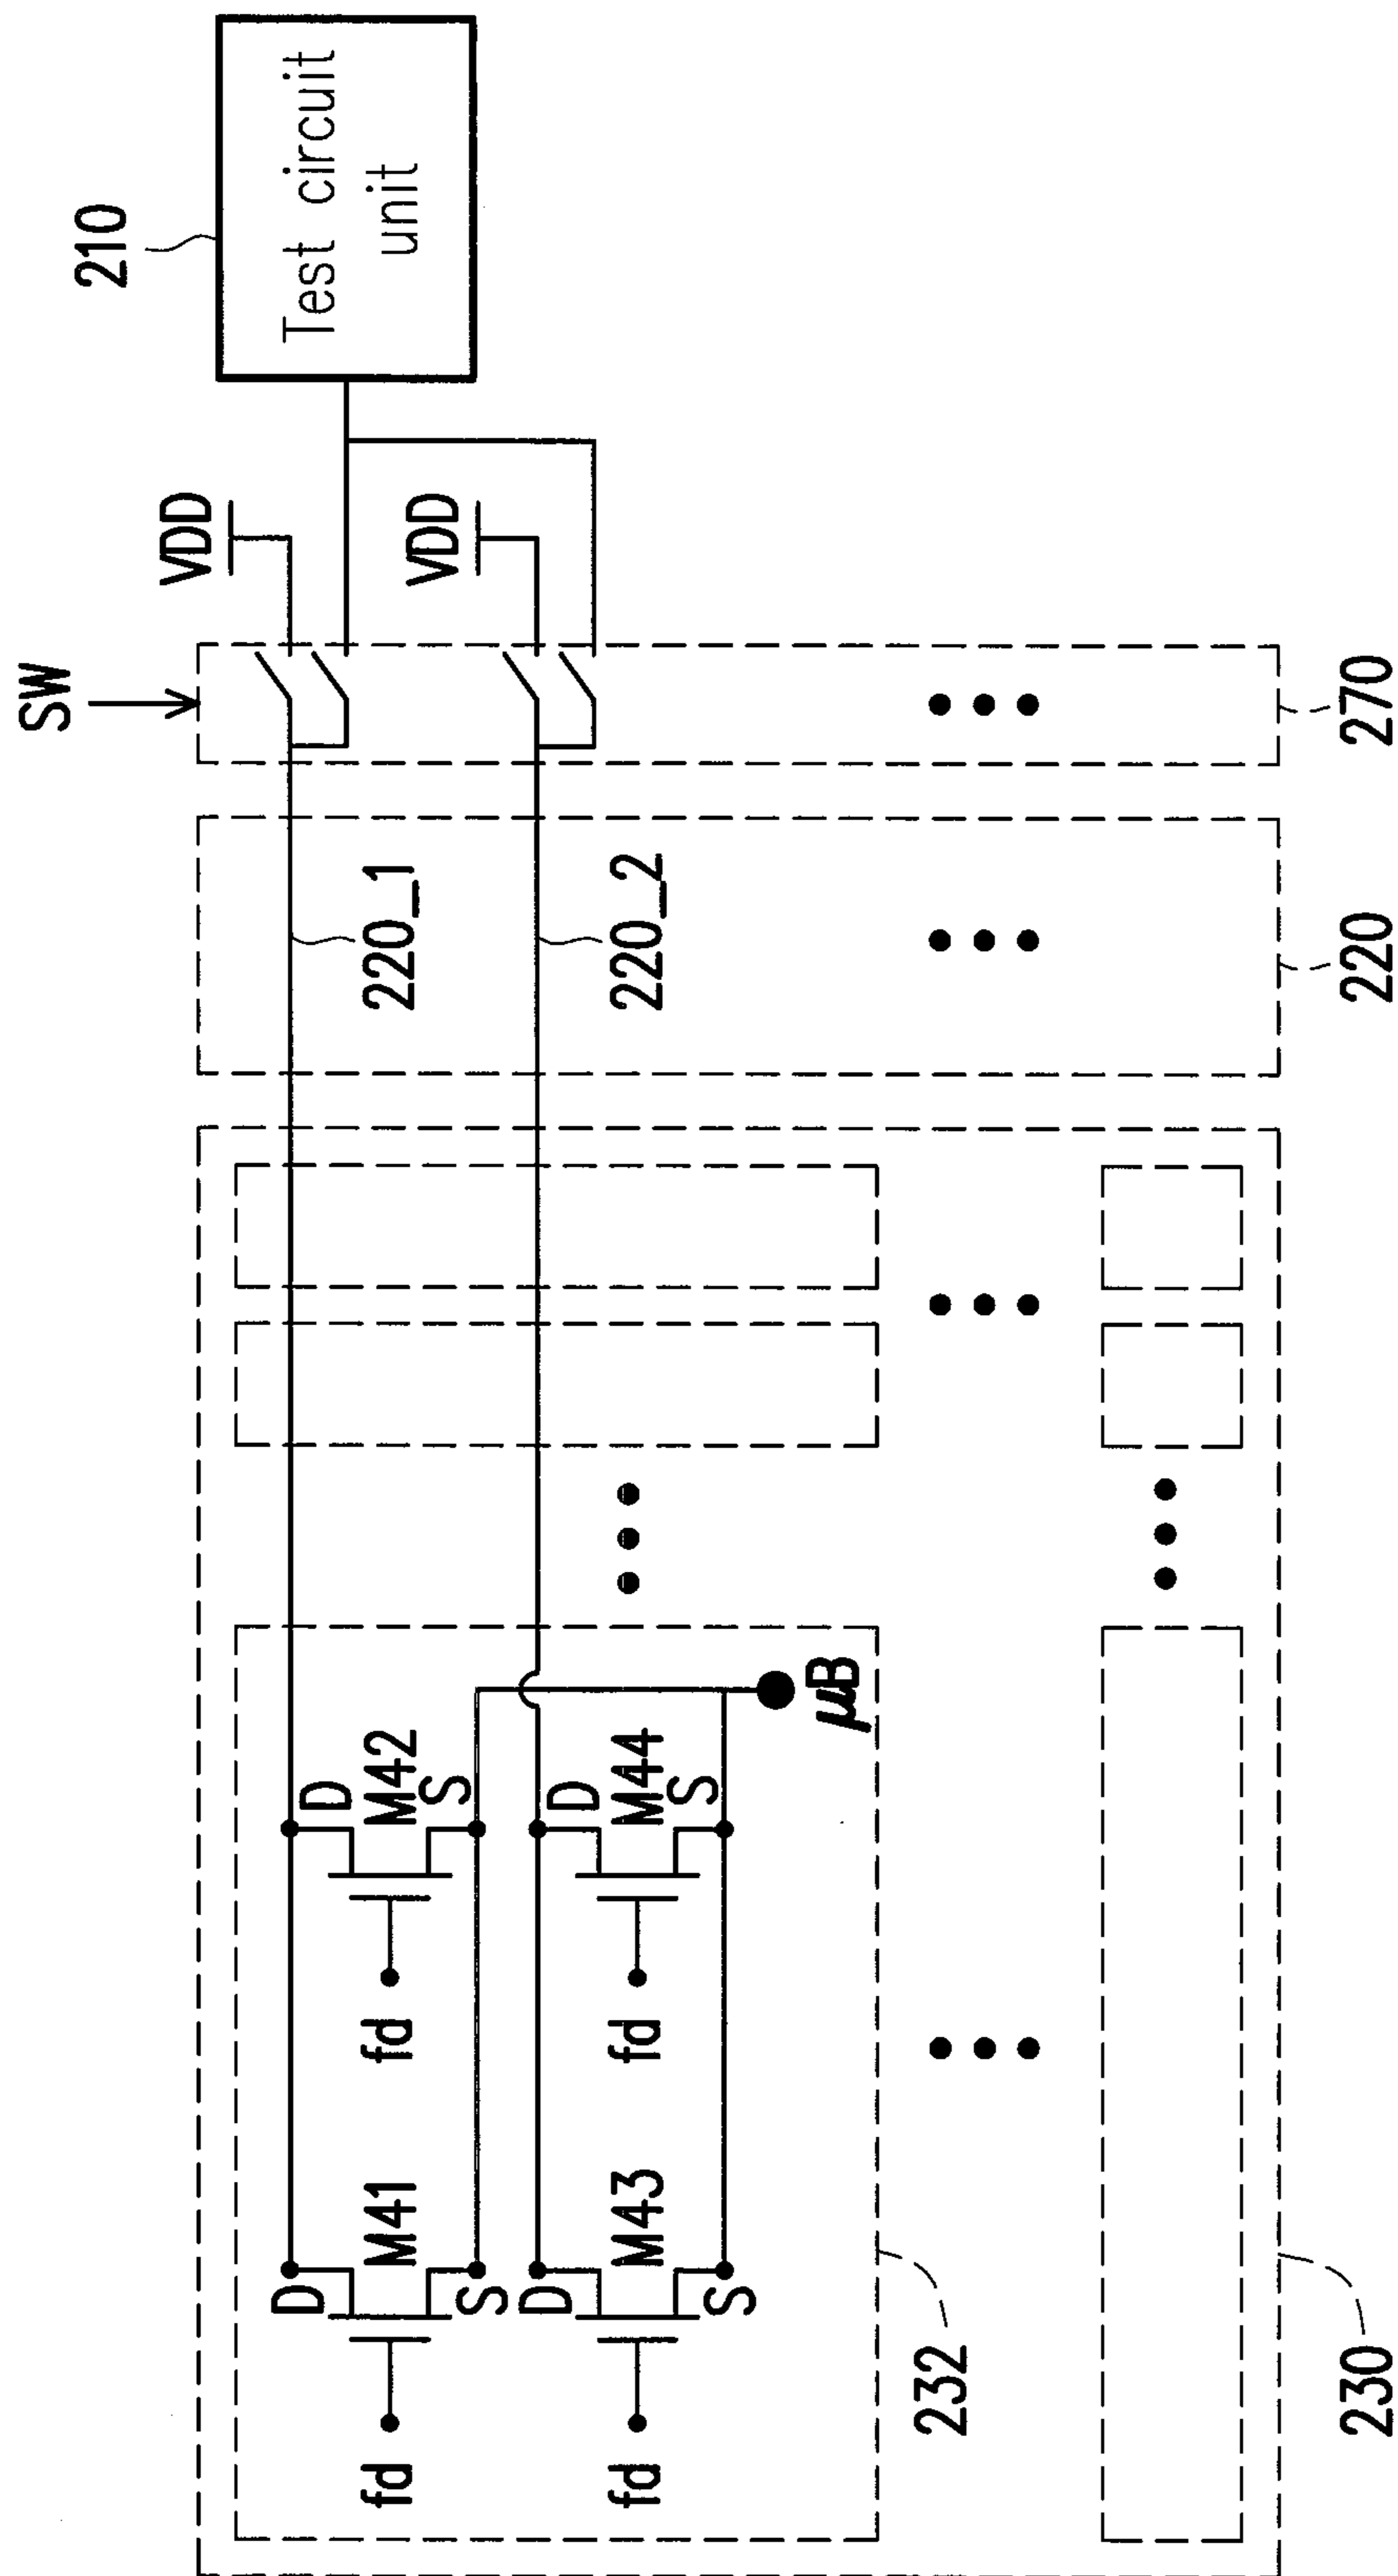 210
Test circuit
unit
SW
VDD
VDD
270
220_1
220_2
220
D
M42
S
fd
D
M44
S
fd
μB
D
M41
S
fd
D
M43
S
fd
232
230